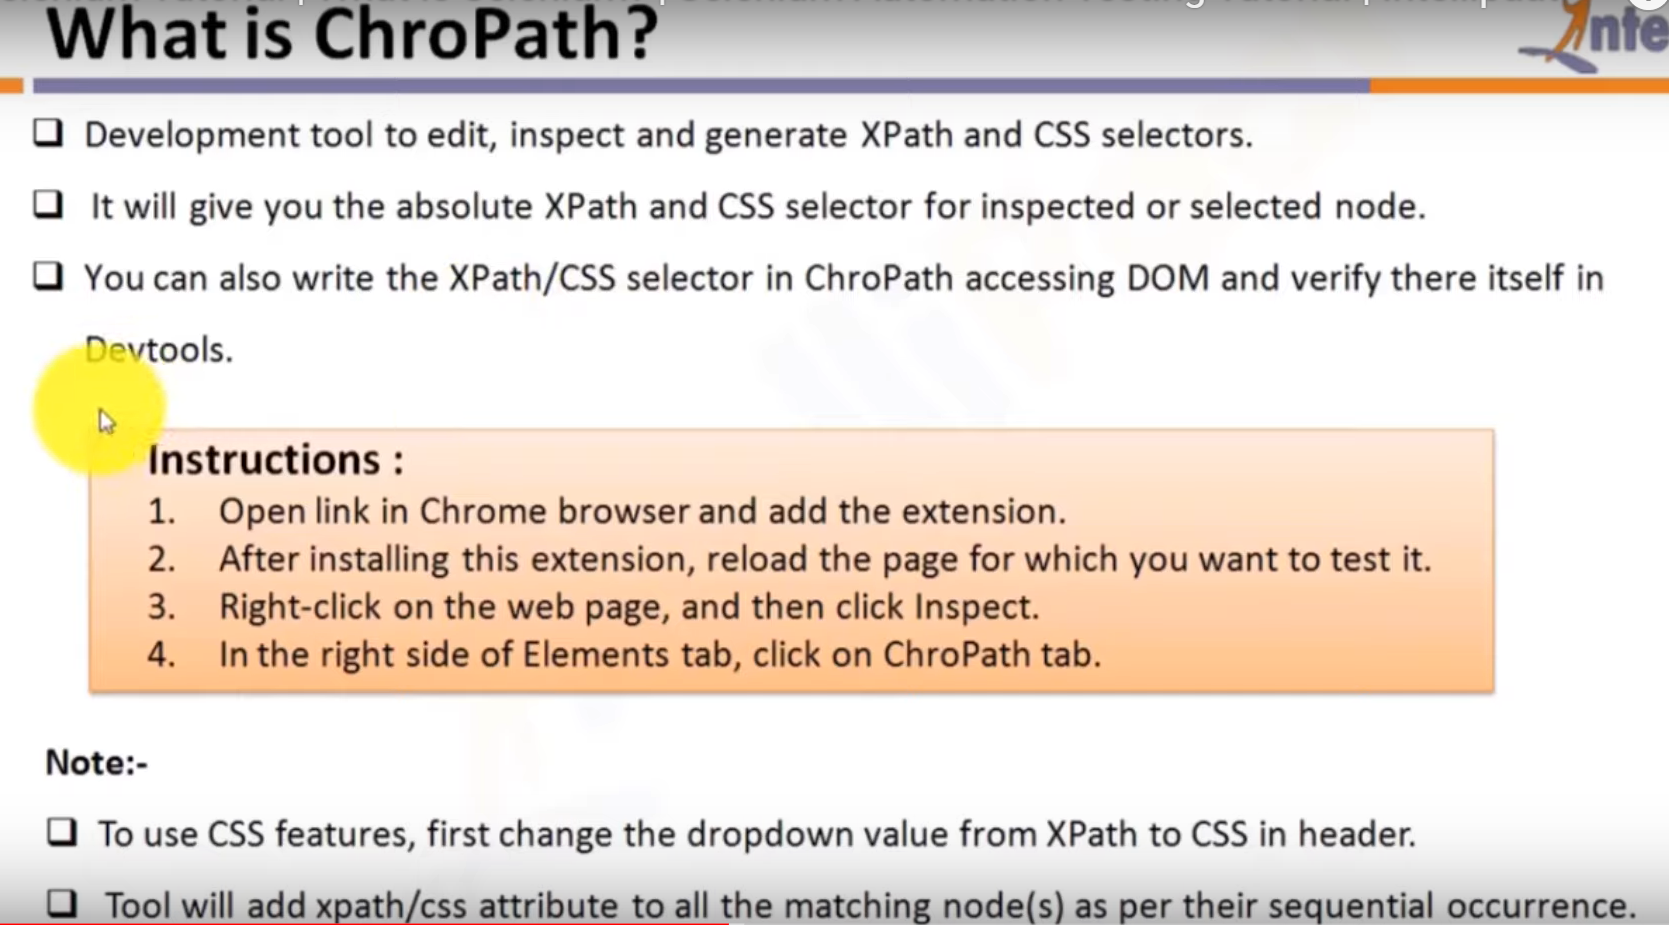 What is ChroPath?
❑ Development tool to edit, inspect and generate XPath and CSS selectors.
❑ It will give you the absolute XPath and CSS selector for inspected or selected node.
❑ You can also write the XPath/CSS selector in ChroPath accessing DOM and verify there itself in
Devtools.
Instructions :
1. Open link in Chrome browser and add the extension.
2. After installing this extension, reload the page for which you want to test it.
3. Right-click on the web page, and then click Inspect.
4. In the right side of Elements tab, click on ChroPath tab.
Note:-
❑ To use CSS features, first change the dropdown value from XPath to CSS in header.
❑ Tool will add xpath/css attribute to all the matching node(s) as per their sequential occurrence.